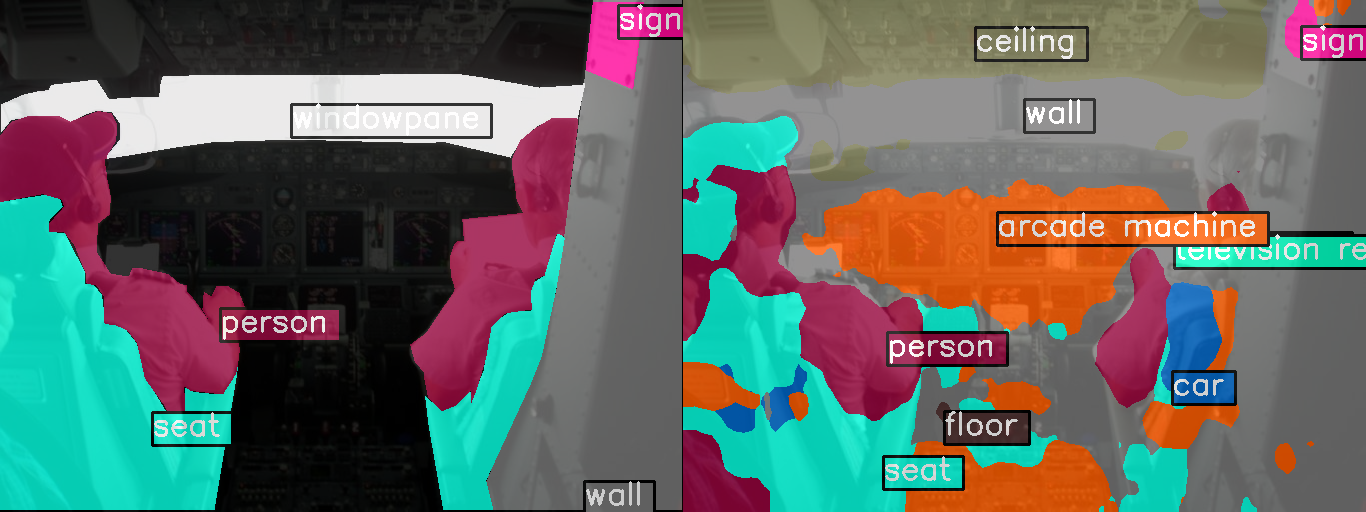 sign
windowpane
person
seat
wall
ceiling
sign
wall
arcade machine
television re
person
car
floor
seat